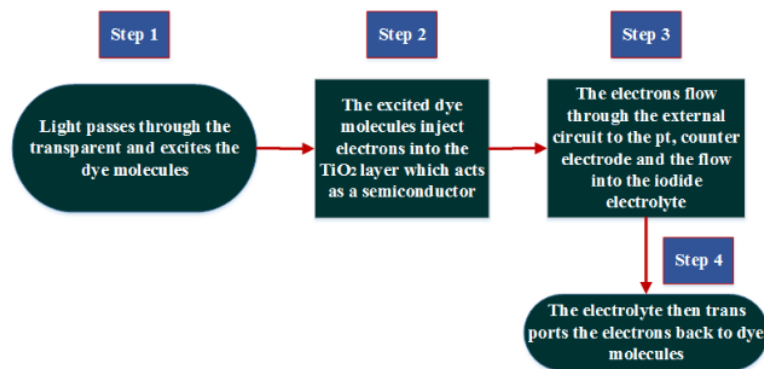 Step 1
Light passes through the
transparent and excites the
dye molecules
Step 2
The excited dye
molecules inject
electrons into the
TiO₂ layer which acts
as a semiconductor
Step 3
The electrons flow
through the external
circuit to the pt, counter
electrode and the flow
into the iodide
electrolyte
Step 4
The electrolyte then trans
ports the electrons back to dye
molecules